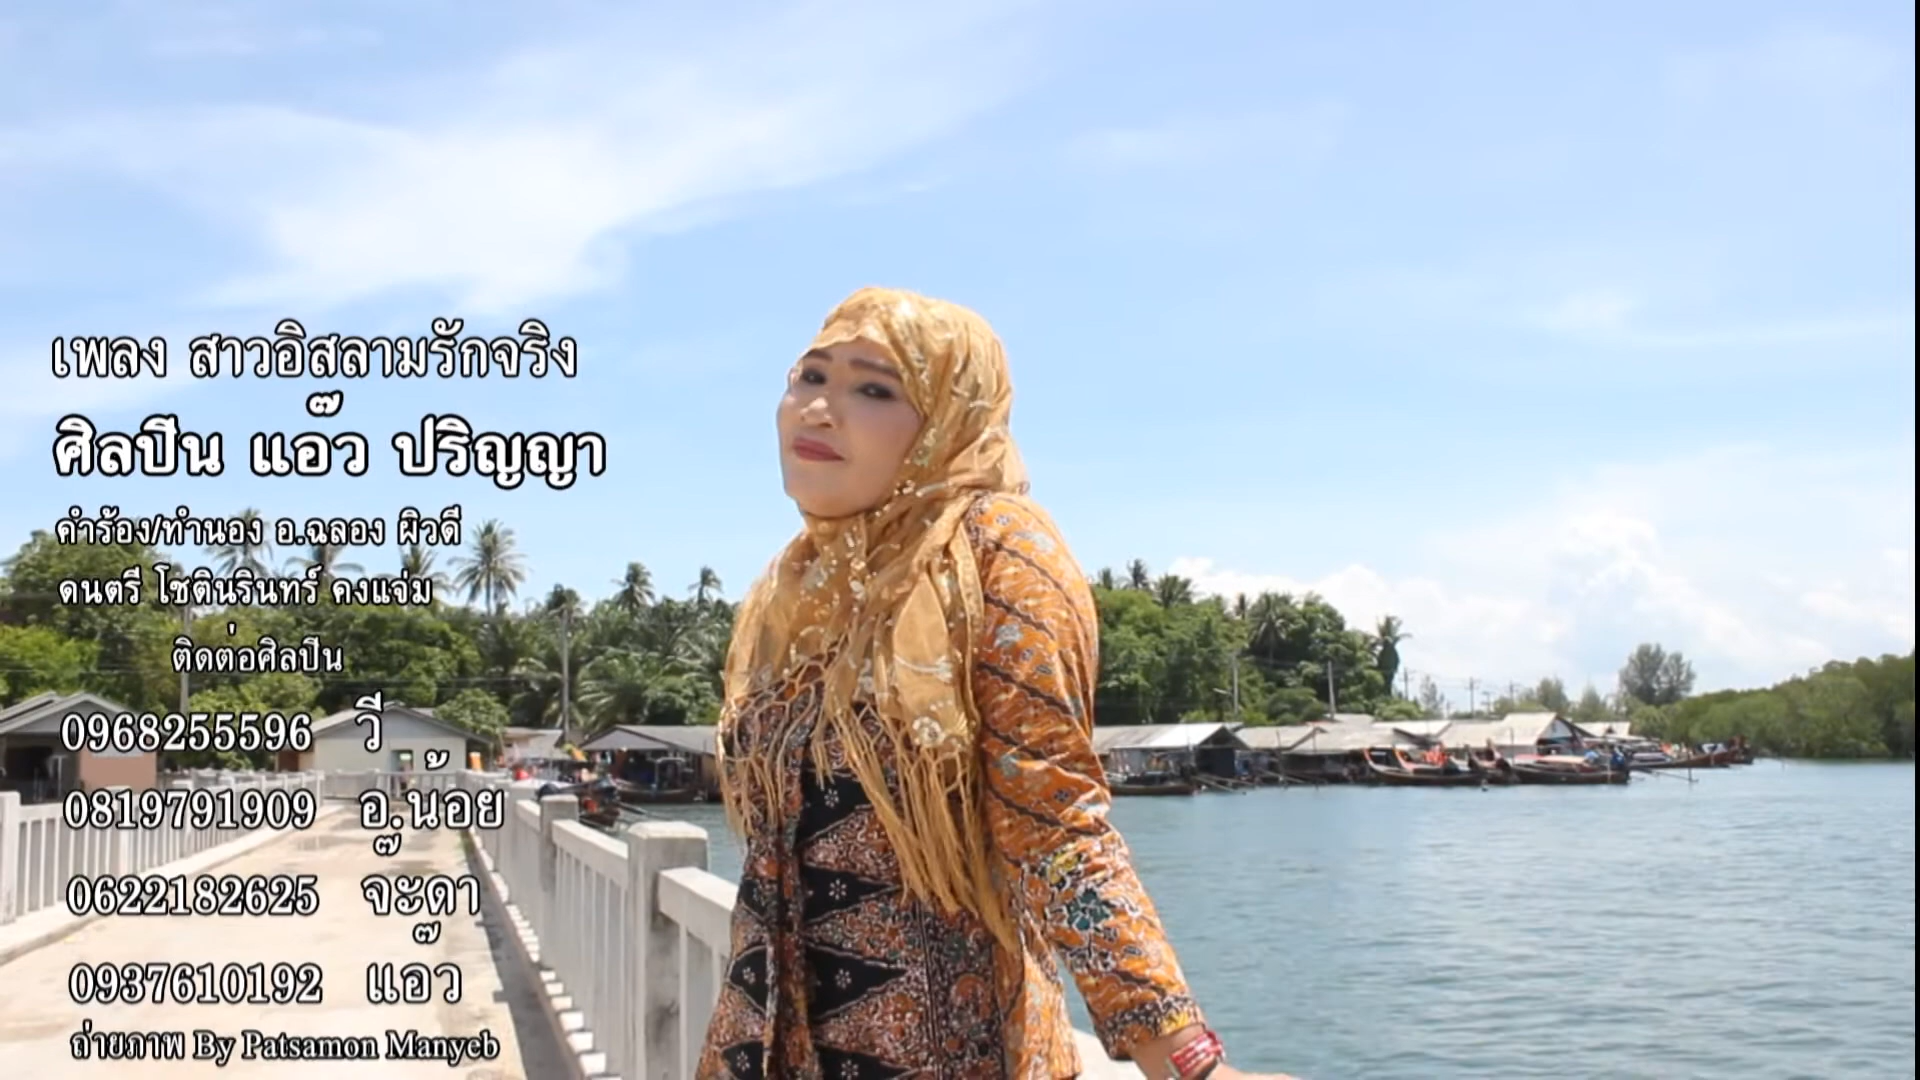 เพลง สาวอิสลามรักจริง
ศิลปีน แอ๊ว ปริญญา
คำร้อง/ทำนอง อ.ฉลอง ผิวดี
ดนตรี โชตินรินทร์ คงแจ่ม
ติดต่อศิลปีน
0968255596 วี
0819791909 อ.น้อย
0622182625 จ๊ะดา
0937610192 แอ๊ว
ถ่ายภาพ By Patsamon Manyeb